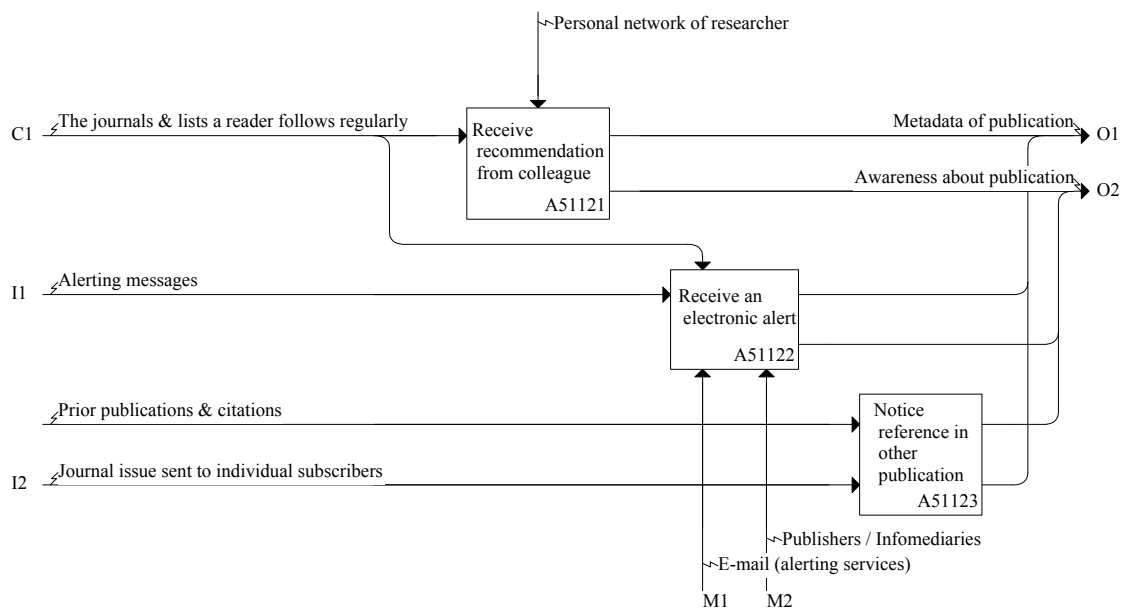 Personal network of researcher
C1
The journals & lists a reader follows regularly
Receive
recommendation
from colleague
A51121
Metadata of publication
O1
Awareness about publication
O2
I1
Alerting messages
Receive an
electronic alert
A51122
Prior publications & citations
Notice
reference in
other
publication
A51123
I2
Journal issue sent to individual subscribers
Publishers / Infomediaries
E-mail (alerting services)
M1
M2